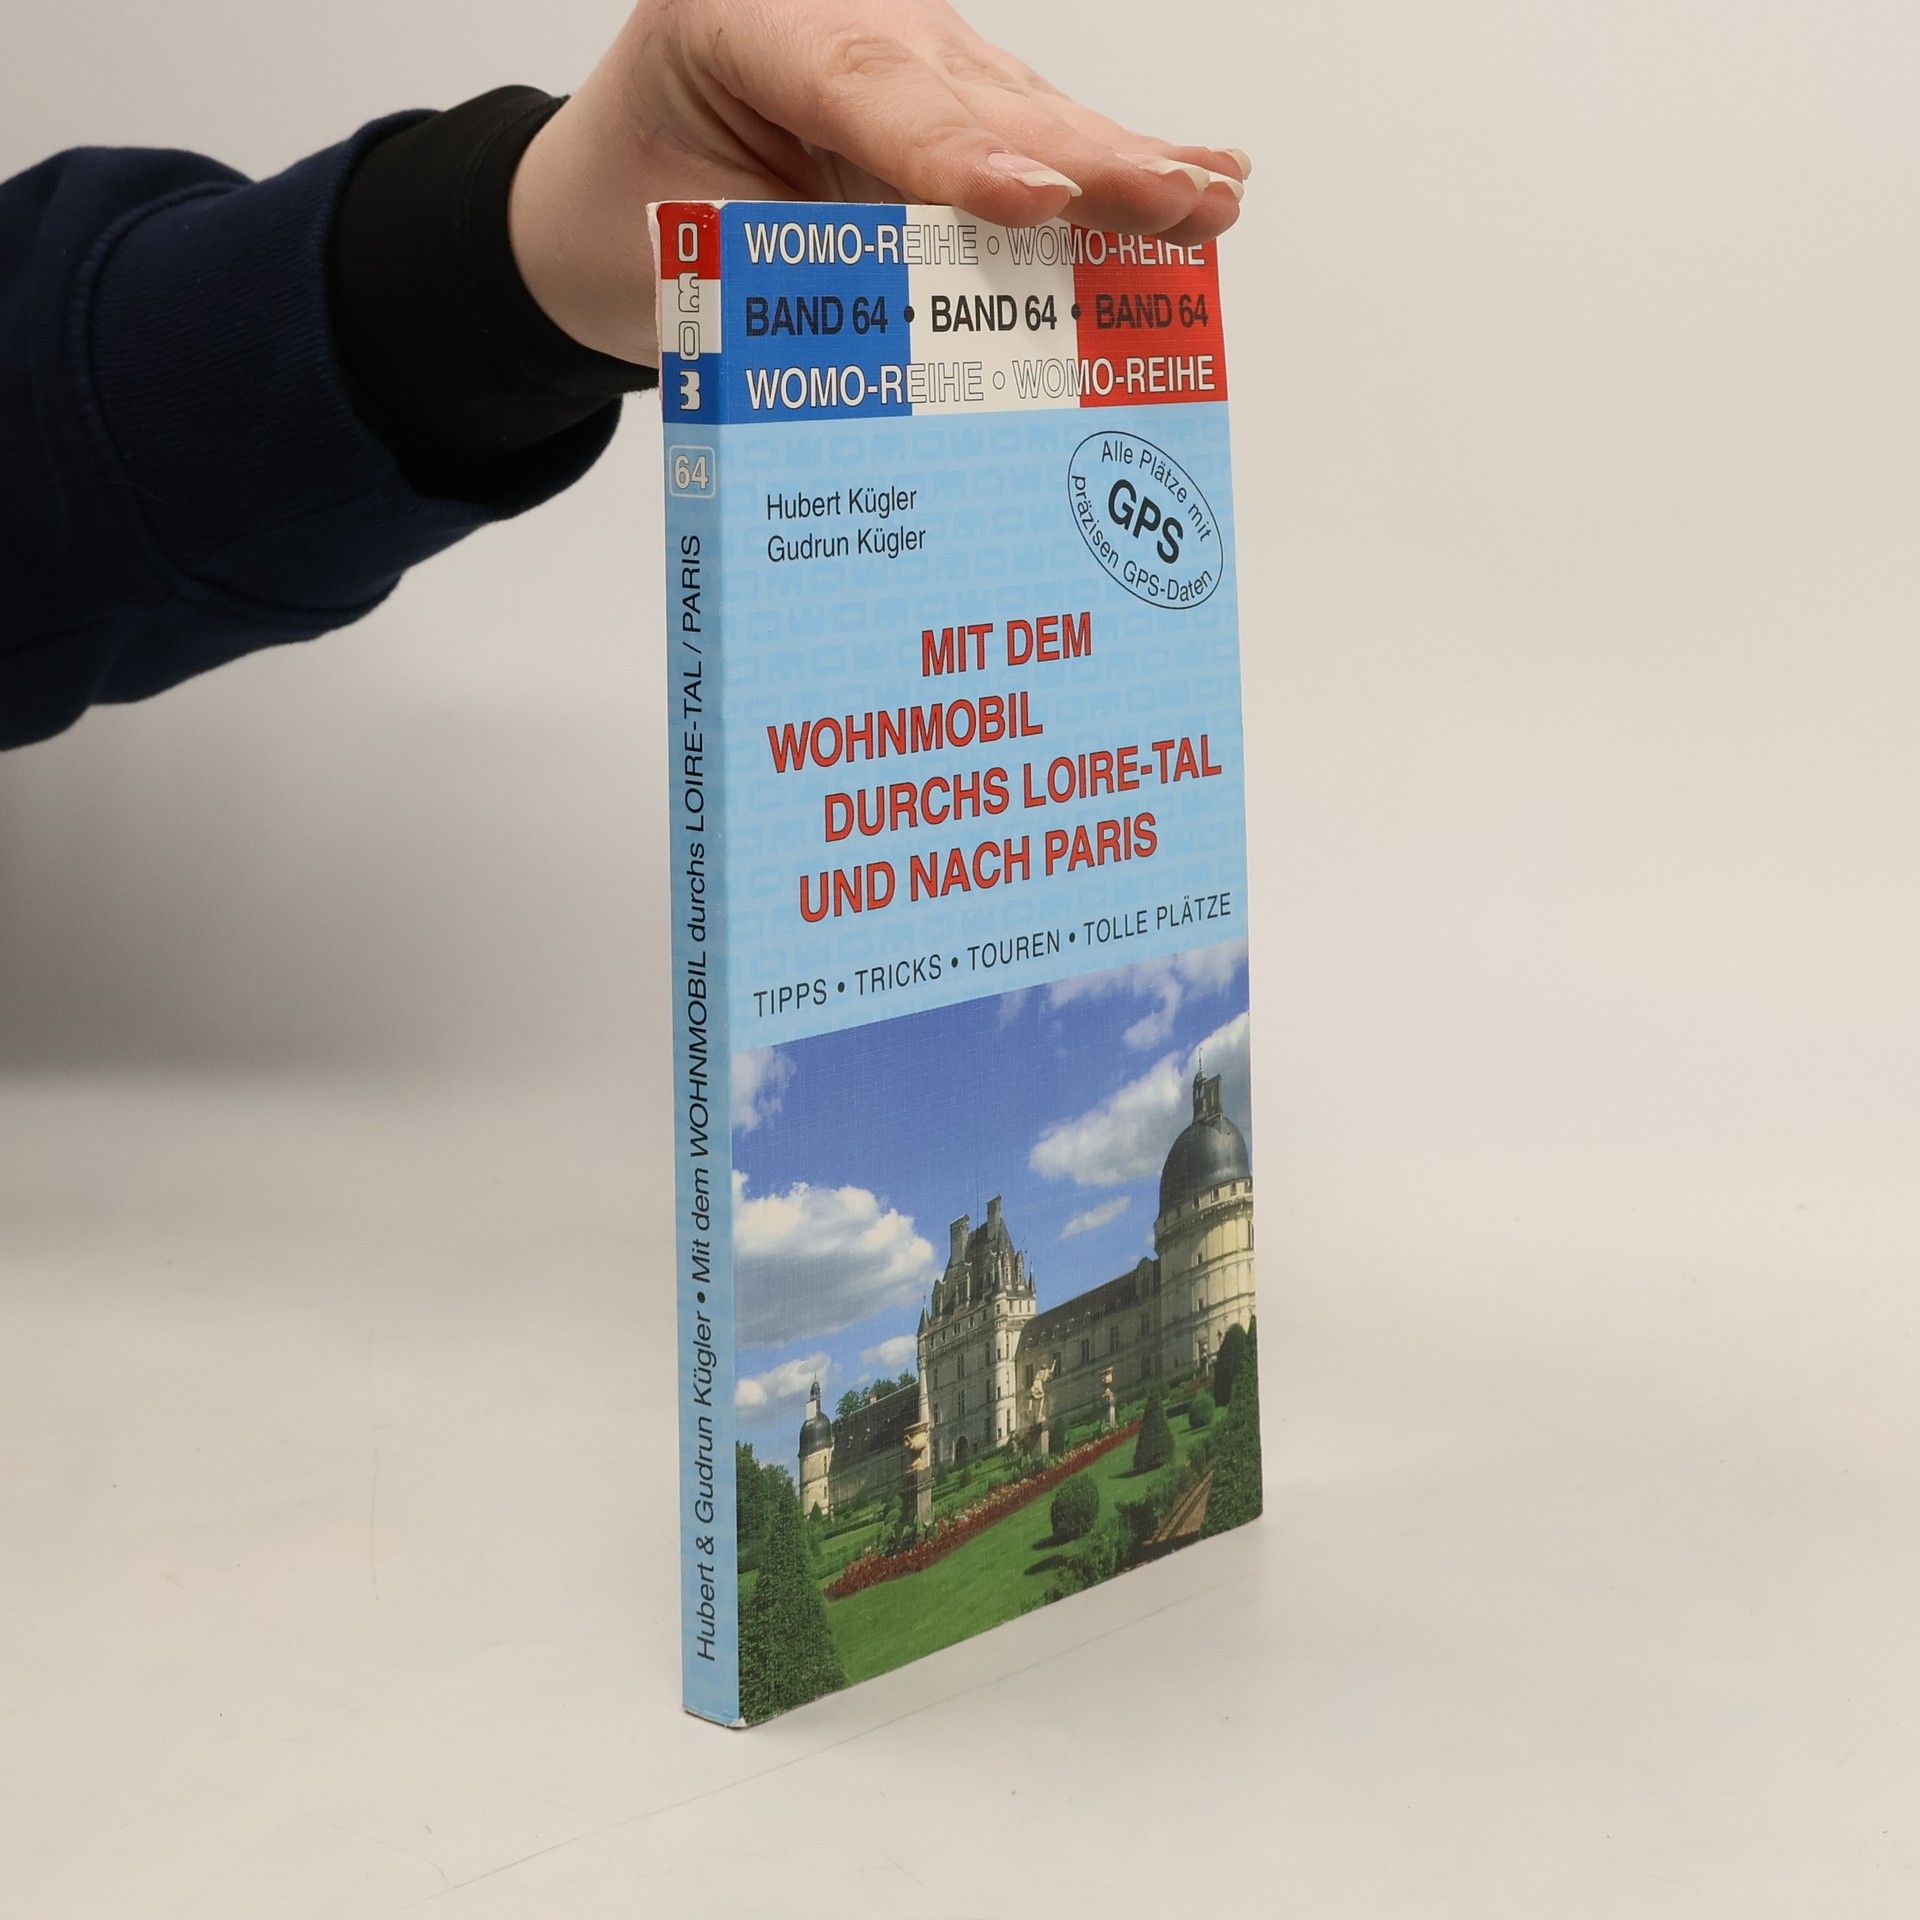 WOMO-REIHE ○ WOMO-REIHE
BAND 64 • BAND 64 • BAND 64
WOMO-REIHE ○ WOMO-REIHE
Hubert Kügler
Gudrun Kügler
Alle Plätze mit
GPS
präzisen GPS-Daten
MIT DEM
WOHNMOBIL
DURCHS LOIRE-TAL
UND NACH PARIS
TIPPS • TRICKS • TOUREN • TOLLE PLÄTZE
WOMO
64
Hubert & Gudrun Kügler • Mit dem WOHNMOBIL durchs LOIRE-TAL / PARIS